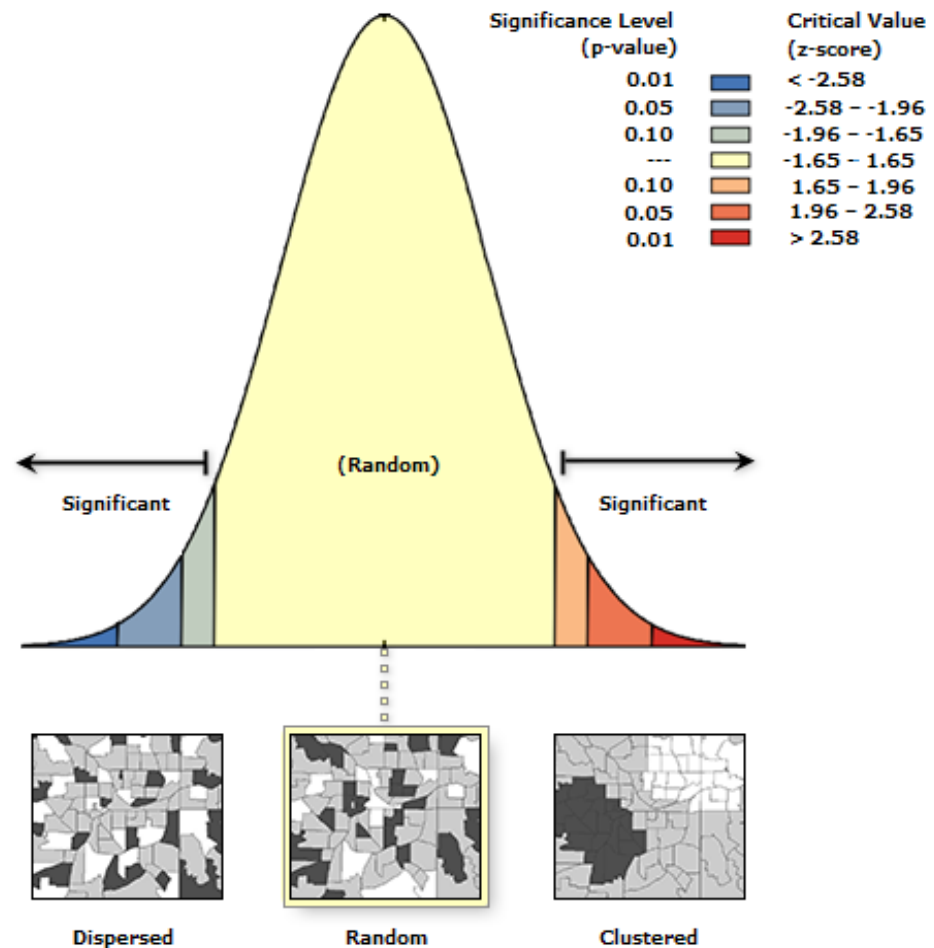 Significance Level Critical Value
(p-value) (z-score)
0.01 < -2.58
0.05 -2.58 – -1.96
0.10 -1.96 – -1.65
--- -1.65 – 1.65
0.10 1.65 – 1.96
0.05 1.96 – 2.58
0.01 > 2.58
(Random)
Significant Significant
Dispersed Random Clustered